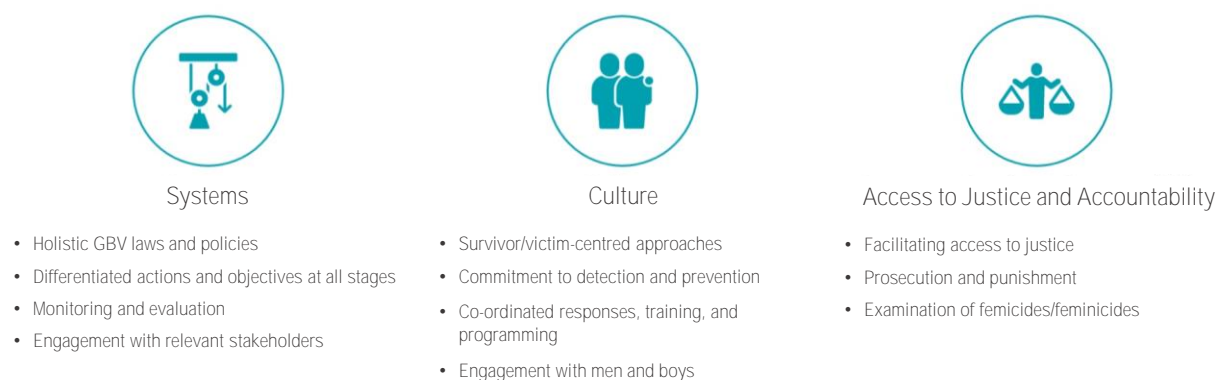 Systems
• Holistic GBV laws and policies
• Differentiated actions and objectives at all stages
• Monitoring and evaluation
• Engagement with relevant stakeholders
Culture
• Survivor/victim-centred approaches
• Commitment to detection and prevention
• Co-ordinated responses, training, and
programming
• Engagement with men and boys
Access to Justice and Accountability
• Facilitating access to justice
• Prosecution and punishment
• Examination of femicides/feminicides